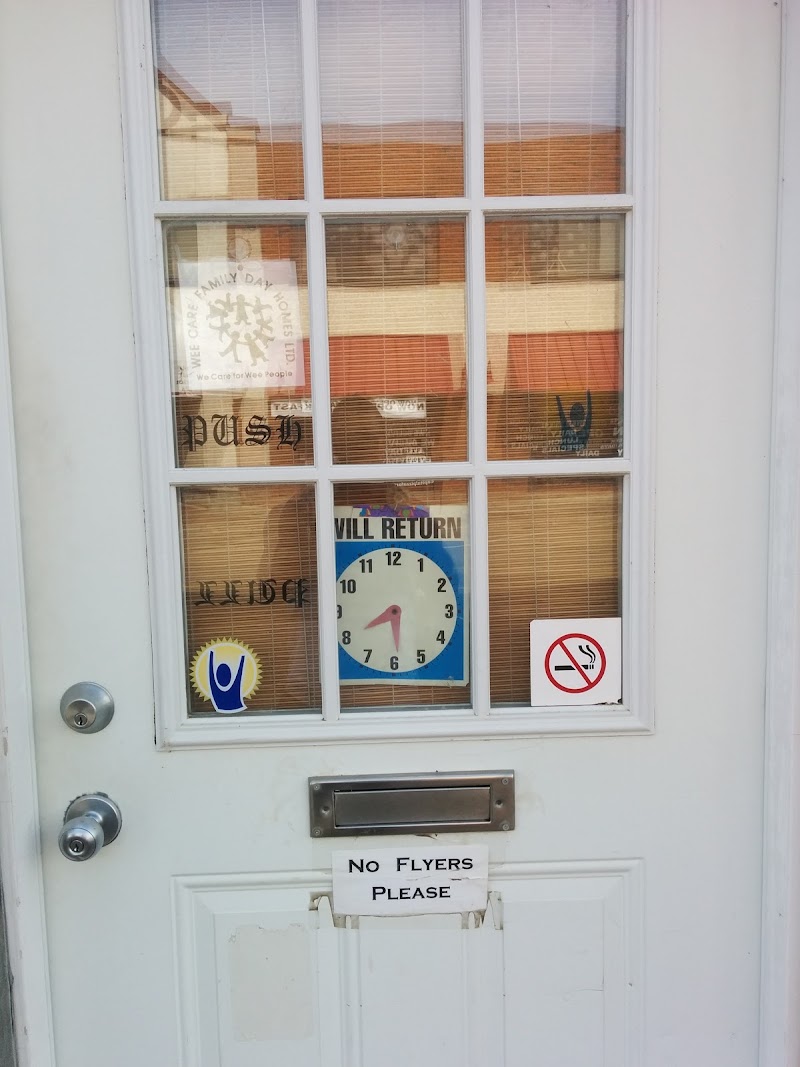 WEE CARE FAMILY DAY HOMES LTD.
We Care for Wee People
PUSH
WILL RETURN
12
1
2
3
4
5
6
7
8
9
10
11
NO FLYERS
PLEASE